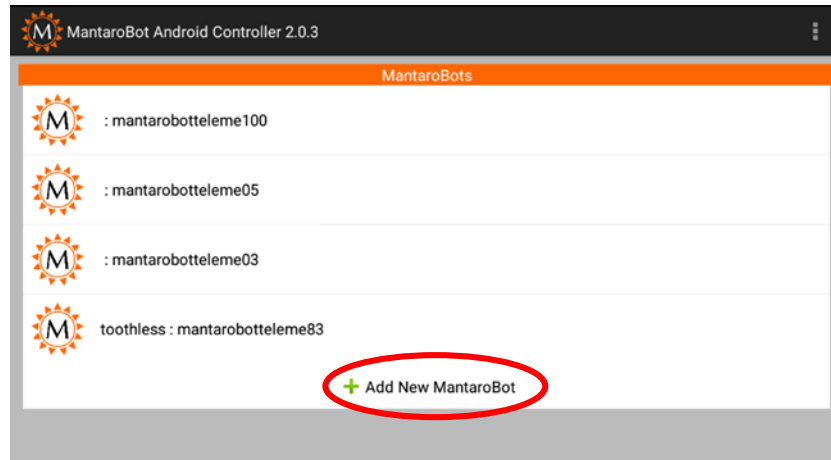 M MantaroBot Android Controller 2.0.3
MantaroBots
M : mantarobotteleme100
M : mantarobotteleme05
M : mantarobotteleme03
M toothless : mantarobotteleme83
+ Add New MantaroBot